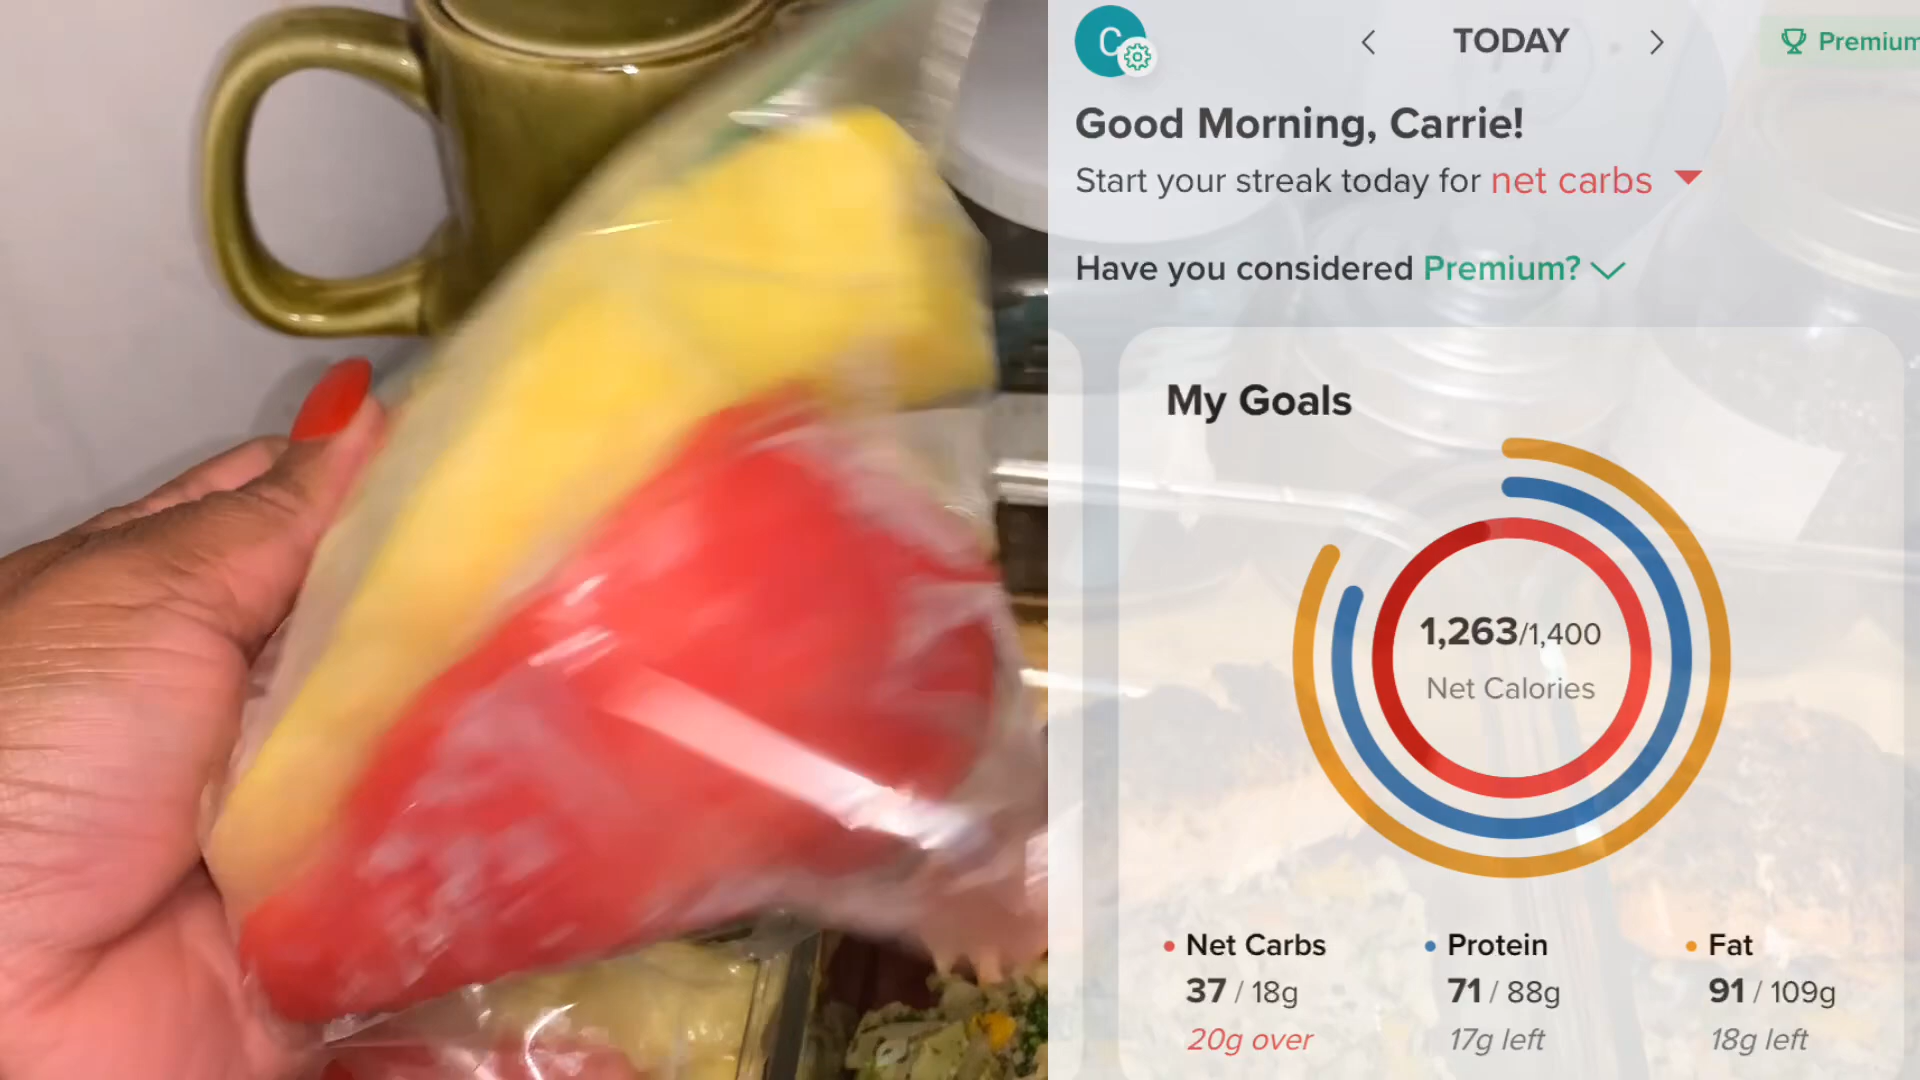 C
TODAY
Premium
Good Morning, Carrie!
Start your streak today for net carbs
Have you considered Premium?
My Goals
1,263/1,400
Net Calories
Net Carbs
37 / 18g
20g over
Protein
71 / 88g
17g left
Fat
91 / 109g
18g left